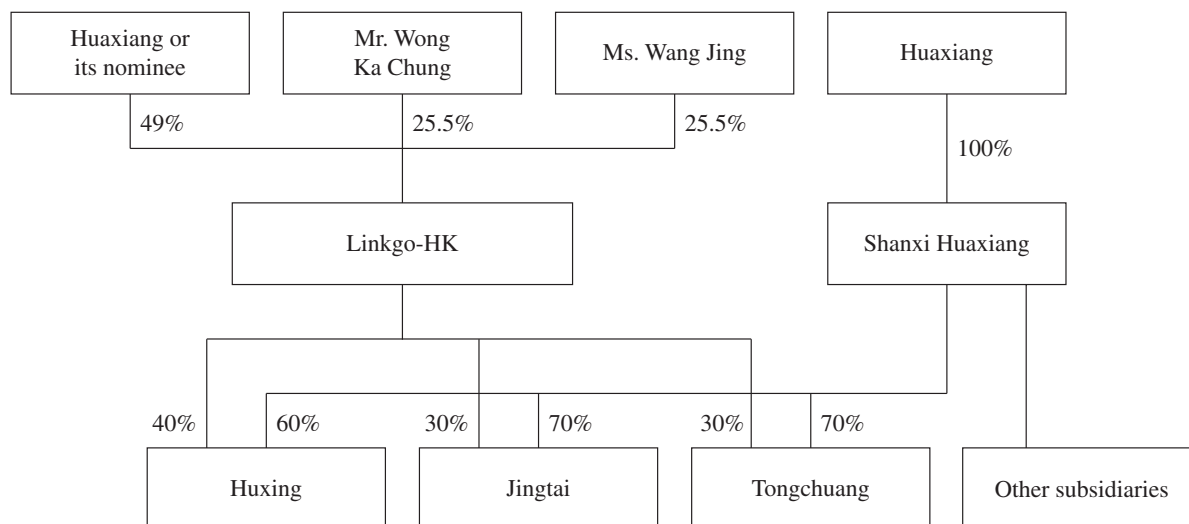 Huaxiang or
its nominee
Mr. Wong
Ka Chung
Ms. Wang Jing
Huaxiang
49%
25.5%
25.5%
100%
Linkgo-HK
Shanxi Huaxiang
40%
60%
30%
70%
30%
70%
Huxing
Jingtai
Tongchuang
Other subsidiaries